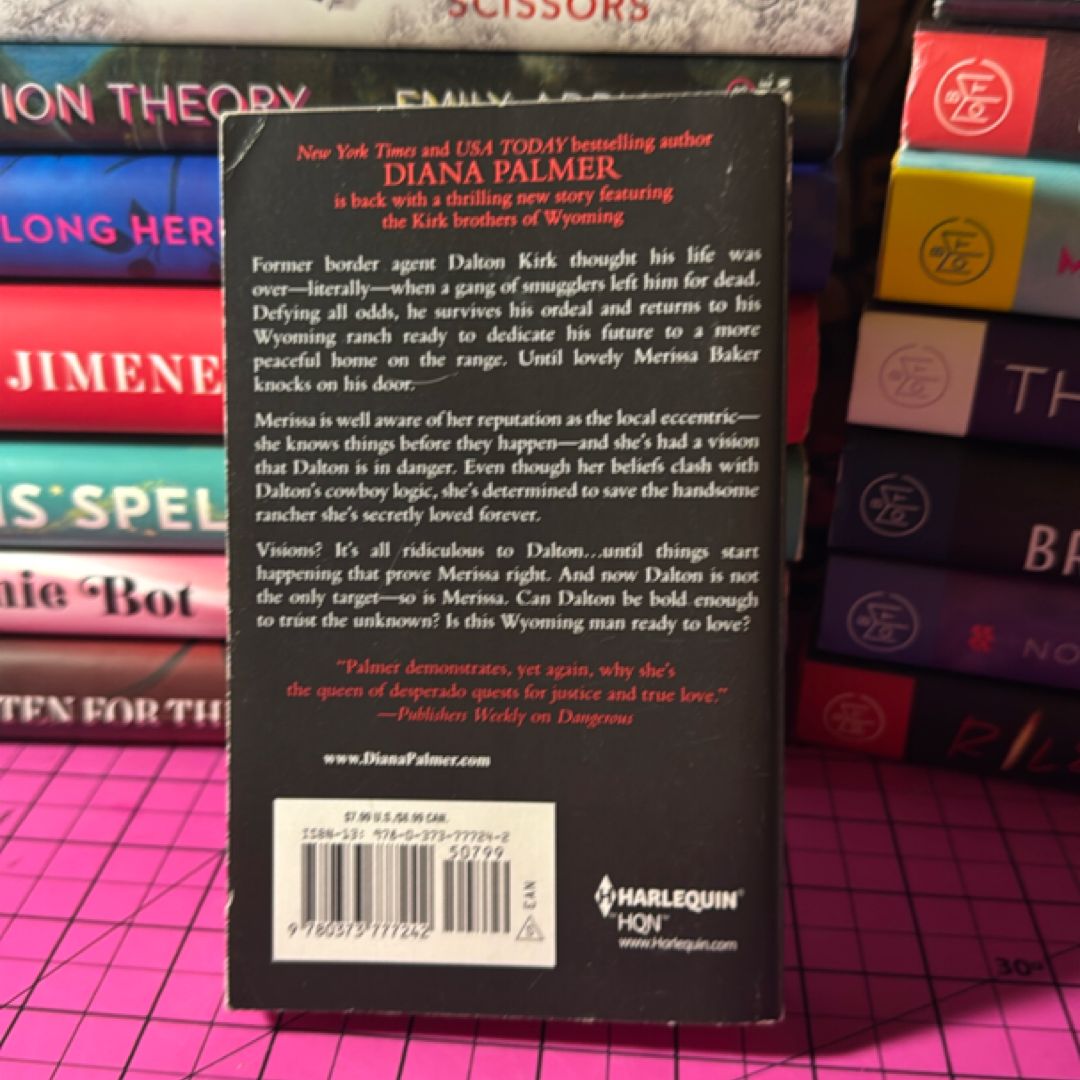 SCISSORS
ION THEORY
EMILY
LONG HER
JIMENE
IS SPEL
nie Bot
TEN FOR TH
New York Times and USA TODAY bestselling author
DIANA PALMER
is back with a thrilling new story featuring
the Kirk brothers of Wyoming
Former border agent Dalton Kirk thought his life was
over—literally—when a gang of smugglers left him for dead.
Defying all odds, he survives his ordeal and returns to his
Wyoming ranch ready to dedicate his future to a more
peaceful home on the range. Until lovely Merissa Baker
knocks on his door.
Merissa is well aware of her reputation as the local eccentric—
she knows things before they happen—and she's had a vision
that Dalton is in danger. Even though her beliefs clash with
Dalton's cowboy logic, she's determined to save the handsome
rancher she's secretly loved forever.
Visions? It's all ridiculous to Dalton...until things start
happening that prove Merissa right. And now Dalton is not
the only target—so is Merissa. Can Dalton be bold enough
to trust the unknown? Is this Wyoming man ready to love?
"Palmer demonstrates, yet again, why she's
the queen of desperado quests for justice and true love."
—Publishers Weekly on Dangerous
www.DianaPalmer.com
$7.99 U.S./$8.99 CAN.
ISBN-13: 978-0-373-77724-2
50799
9 780373 777242
EAN
HARLEQUIN®
HQN™
www.Harlequin.com
TH
BR
NO
30°